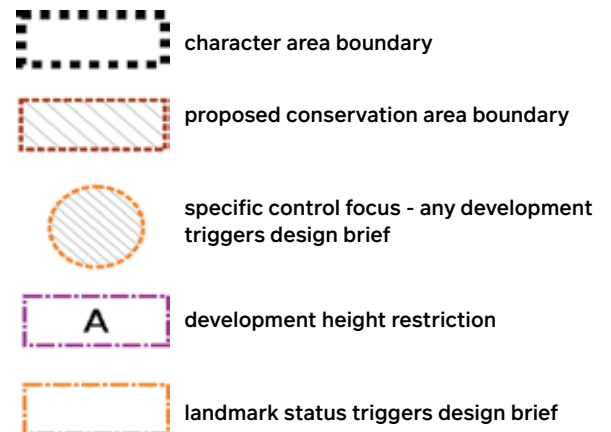 character area boundary
proposed conservation area boundary
specific control focus - any development
triggers design brief
A
development height restriction
landmark status triggers design brief